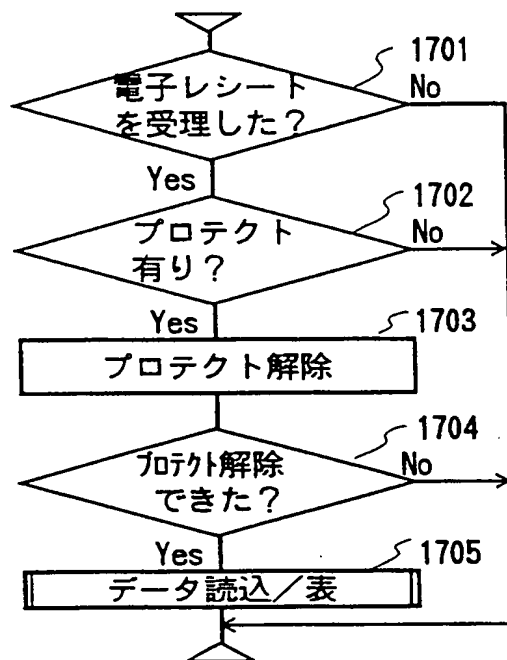 1701
電子レシート
を受理した？
No
Yes
1702
プロテクト
有り？
No
Yes
1703
プロテクト解除
1704
ﾌﾟﾛﾃｸﾄ解除
できた？
No
Yes
1705
データ読込／表